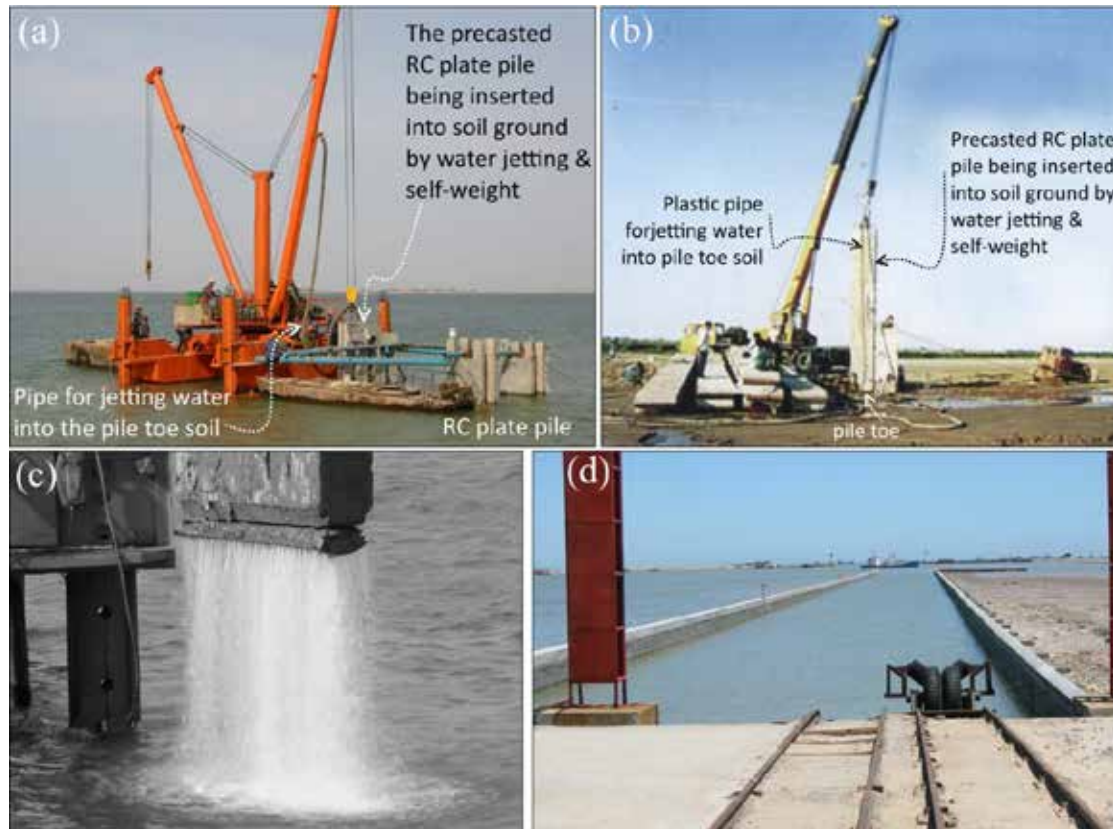 (a)
The precasted
RC plate pile
being inserted
into soil ground
by water jetting &
self-weight
Pipe for jetting water
into the pile toe soil
RC plate pile
(b)
Plastic pipe
forjetting water
into pile toe soil
Precasted RC plate
pile being inserted
into soil ground by
water jetting &
self-weight
pile toe
(c)
(d)